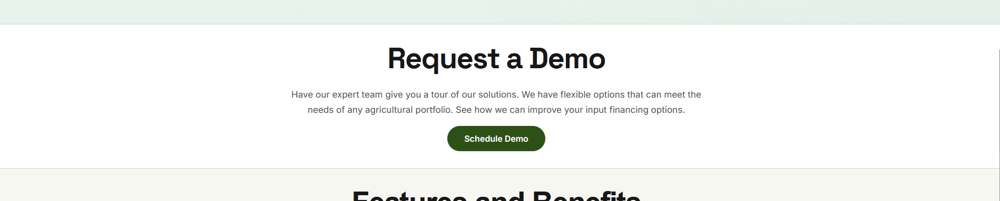 Request a Demo
Have our expert team give you a tour of our solutions. We have flexible options that can meet the
needs of any agricultural portfolio. See how we can improve your input financing options.
Schedule Demo
Features and Benefits